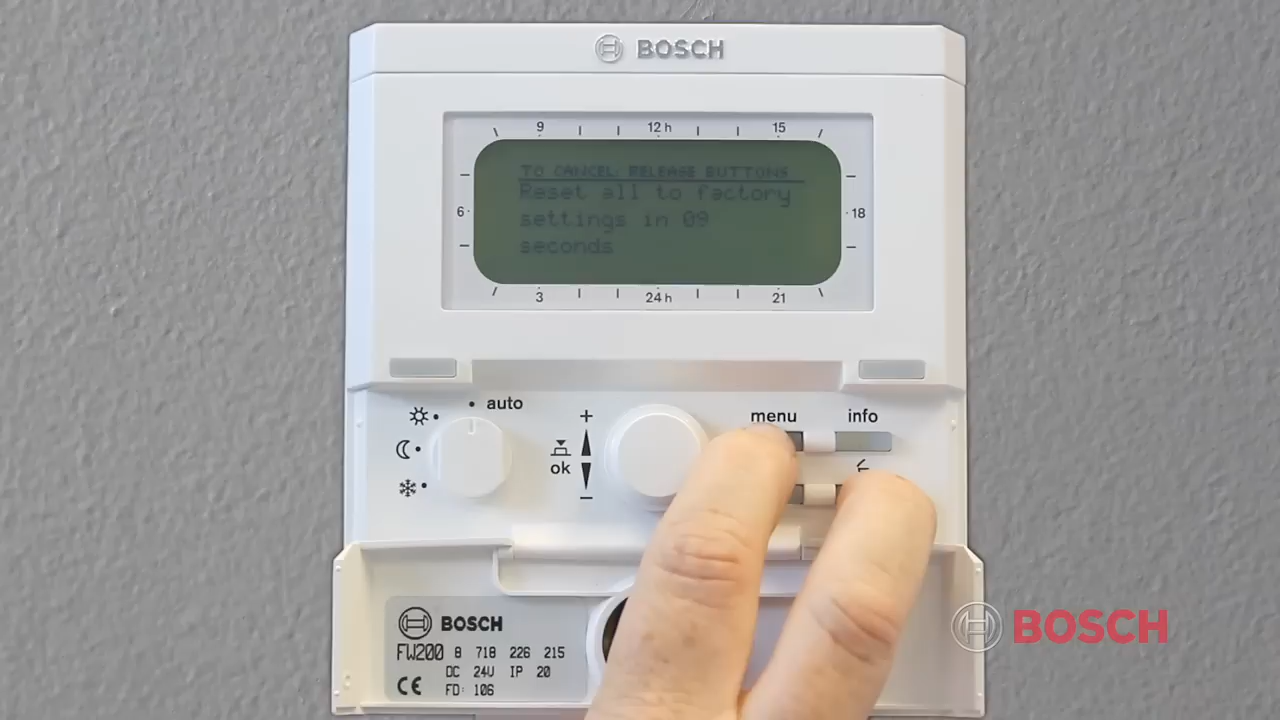 BOSCH
9 12 h 15
TO CANCEL, RELEASE BUTTONS
Reset all to factory
settings in 09
seconds
6 18
3 24 h 21
auto
menu info
+
ok
−
BOSCH
FW200 8 718 226 215
DC 24V IP 20
CE FD: 106
BOSCH